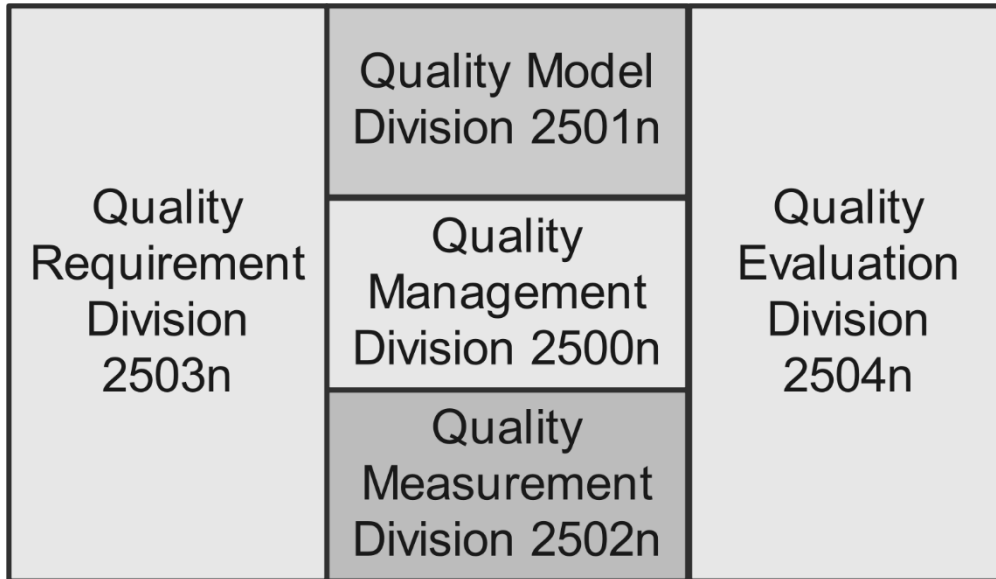 Quality
Requirement
Division
2503n
Quality Model
Division 2501n
Quality
Management
Division 2500n
Quality
Measurement
Division 2502n
Quality
Evaluation
Division
2504n